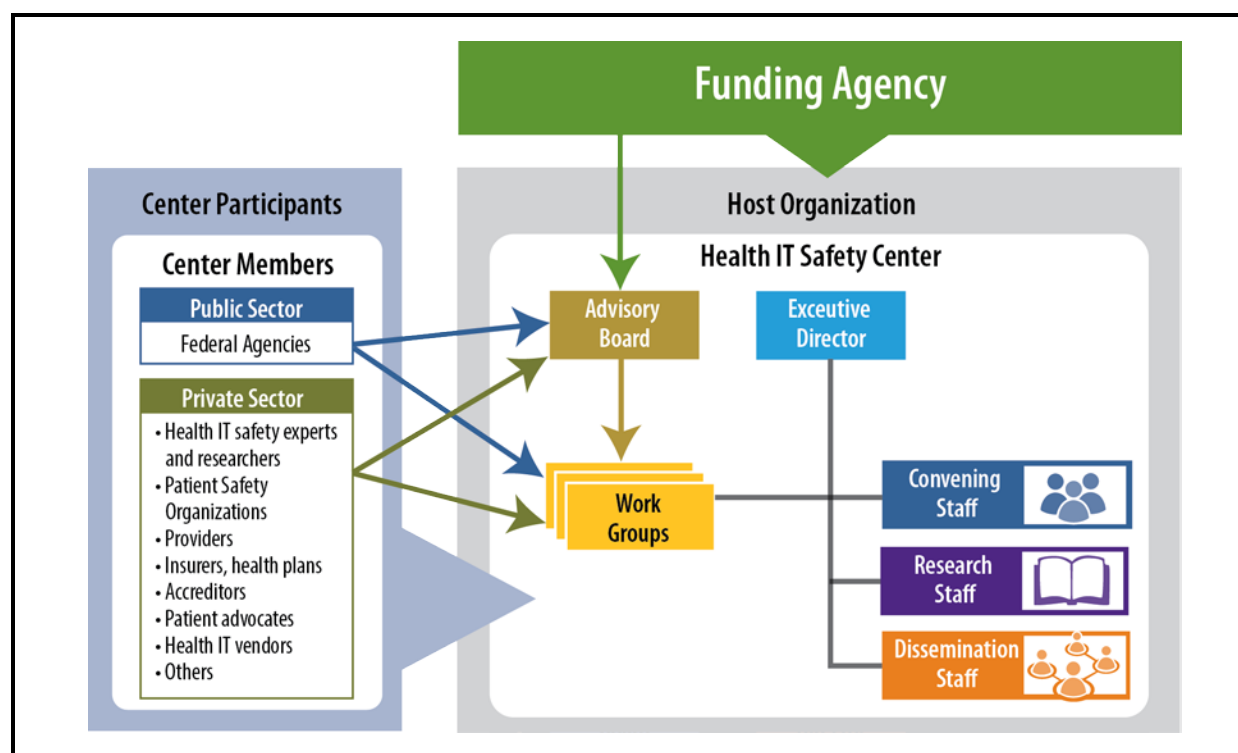 Funding Agency
Center Participants
Center Members
Public Sector
Federal Agencies
Private Sector
• Health IT safety experts
and researchers
• Patient Safety
Organizations
• Providers
• Insurers, health plans
• Accreditors
• Patient advocates
• Health IT vendors
• Others
Host Organization
Health IT Safety Center
Advisory
Board
Exceutive
Director
Work
Groups
Convening
Staff
Research
Staff
Dissemination
Staff